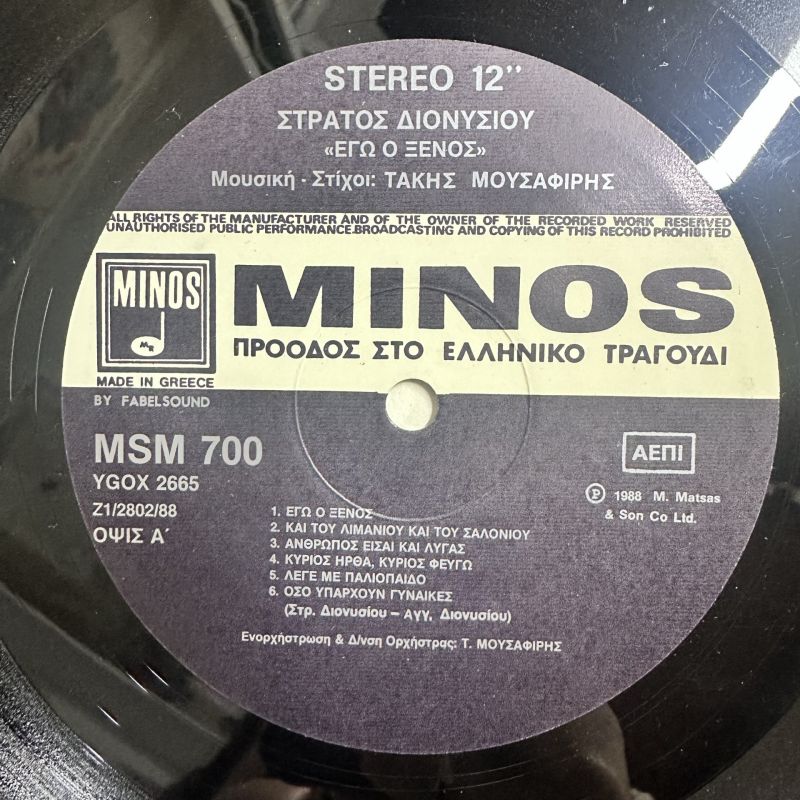 STEREO 12''
ΣΤΡΑΤΟΣ ΔΙΟΝΥΣΙΟΥ
«ΕΓΩ Ο ΞΕΝΟΣ»
Μουσική - Στίχοι: ΤΑΚΗΣ ΜΟΥΣΑΦΙΡΗΣ
ALL RIGHTS OF THE MANUFACTURER AND OF THE OWNER OF THE RECORDED WORK RESERVED
UNAUTHORISED PUBLIC PERFORMANCE.BROADCASTING AND COPYING OF THIS RECORD PROHIBITED
MINOS
MR
MINOS
ΠΡΟΟΔΟΣ ΣΤΟ ΕΛΛΗΝΙΚΟ ΤΡΑΓΟΥΔΙ
MADE IN GREECE
BY FABELSOUND
MSM 700
YGOX 2665
Z1/2802/88
ΟΨΙΣ Α΄
ΑΕΠΙ
Ⓟ 1988 M. Matsas
& Son Co Ltd.
1. ΕΓΩ Ο ΞΕΝΟΣ
2. ΚΑΙ ΤΟΥ ΛΙΜΑΝΙΟΥ ΚΑΙ ΤΟΥ ΣΑΛΟΝΙΟΥ
3. ΑΝΘΡΩΠΟΣ ΕΙΣΑΙ ΚΑΙ ΛΥΓΑΣ
4. ΚΥΡΙΟΣ ΗΡΘΑ, ΚΥΡΙΟΣ ΦΕΥΓΩ
5. ΛΕΓΕ ΜΕ ΠΑΛΙΟΠΑΙΔΟ
6. ΟΣΟ ΥΠΑΡΧΟΥΝ ΓΥΝΑΙΚΕΣ
(Στρ. Διονυσίου – Αγγ. Διονυσίου)
Ενορχήστρωση & Δ/νση Ορχήστρας: Τ. ΜΟΥΣΑΦΙΡΗΣ